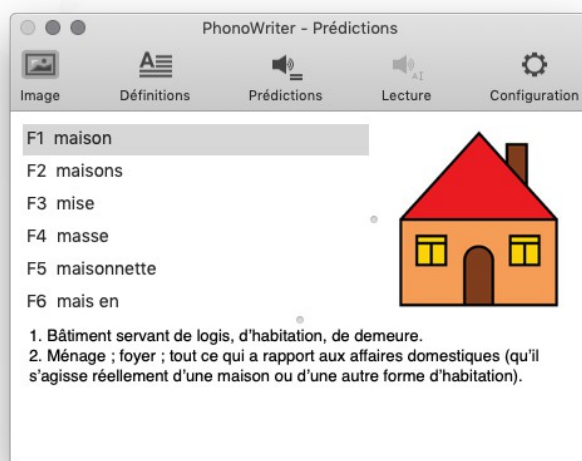 PhonoWriter - Prédictions
Image
Définitions
Prédictions
Lecture
Configuration
F1 maison
F2 maisons
F3 mise
F4 masse
F5 maisonnette
F6 mais en
1. Bâtiment servant de logis, d'habitation, de demeure.
2. Ménage ; foyer ; tout ce qui a rapport aux affaires domestiques (qu'il
s'agisse réellement d'une maison ou d'une autre forme d'habitation).